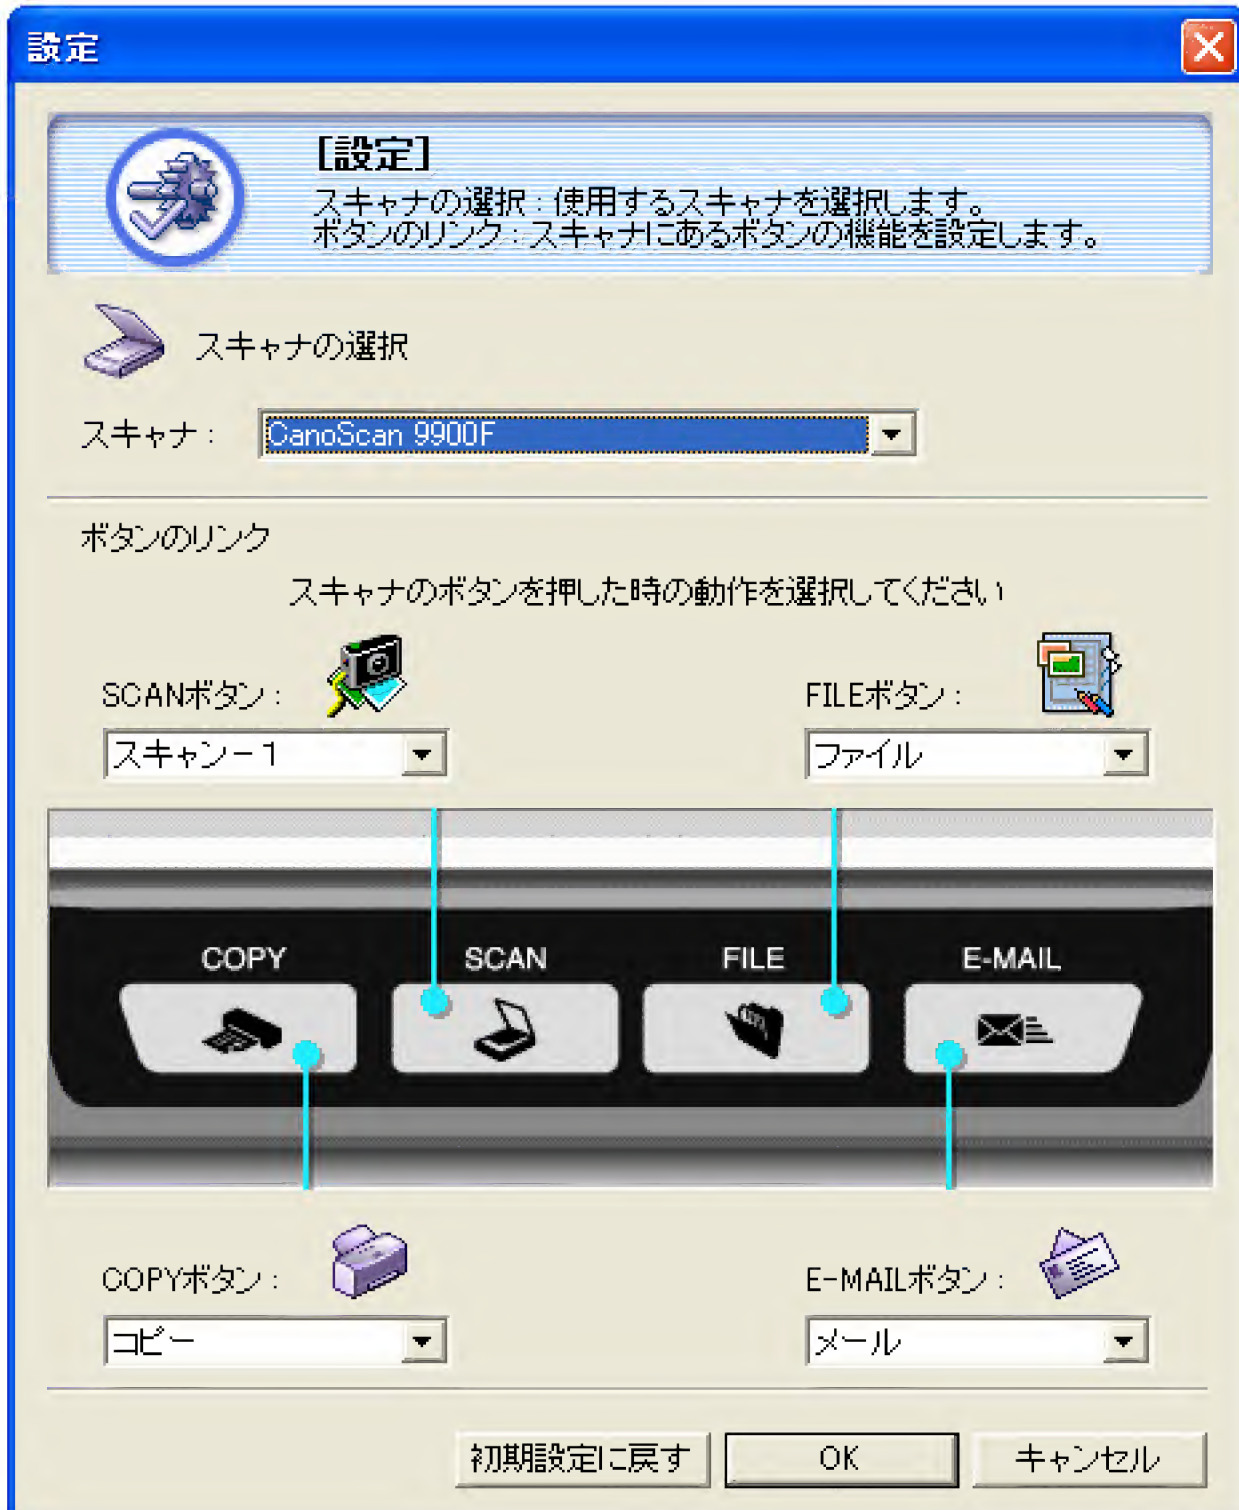 設定
[設定]
スキャナの選択：使用するスキャナを選択します。
ボタンのリンク：スキャナにあるボタンの機能を設定します。
スキャナの選択
スキャナ：
CanoScan 9900F
ボタンのリンク
スキャナのボタンを押した時の動作を選択してください
SCANボタン：
FILEボタン：
スキャン－1
ファイル
COPY
SCAN
FILE
E-MAIL
COPYボタン：
E-MAILボタン：
コピー
メール
初期設定に戻す
OK
キャンセル